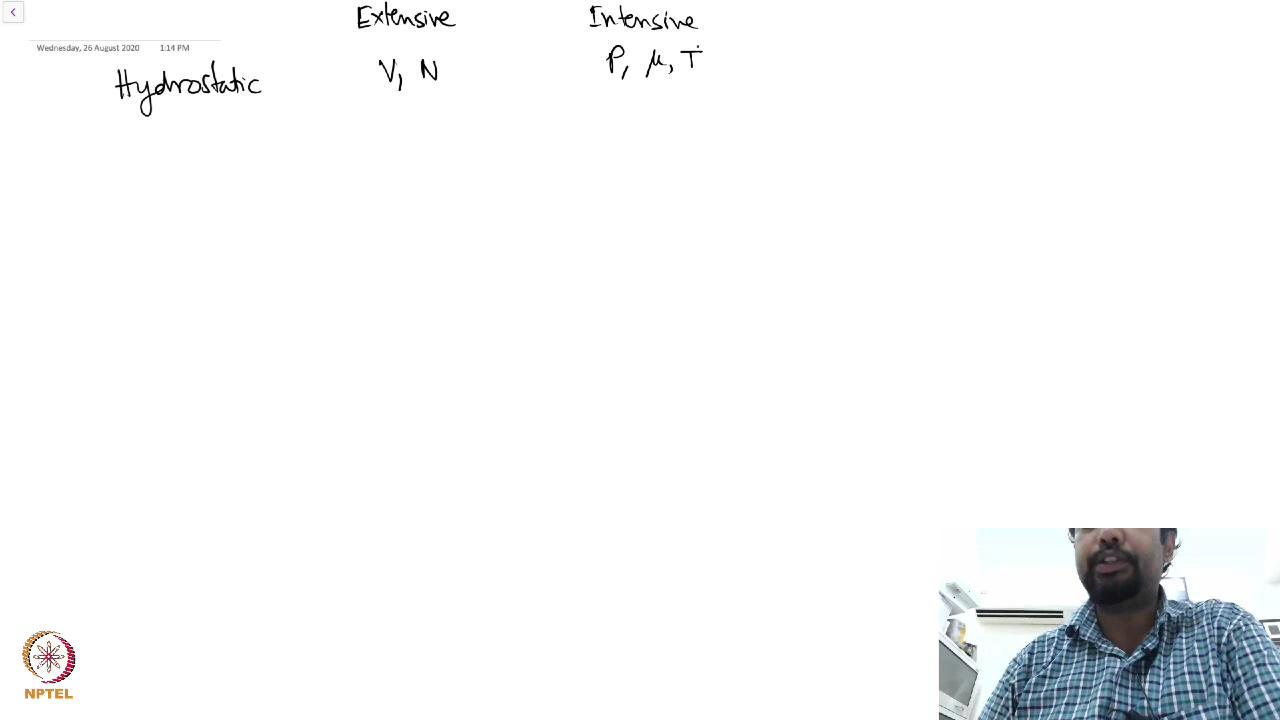 Extensive Intensive
Wednesday, 26 August 2020 1:14 PM
Hydrostatic V, N P, μ, T
NPTEL